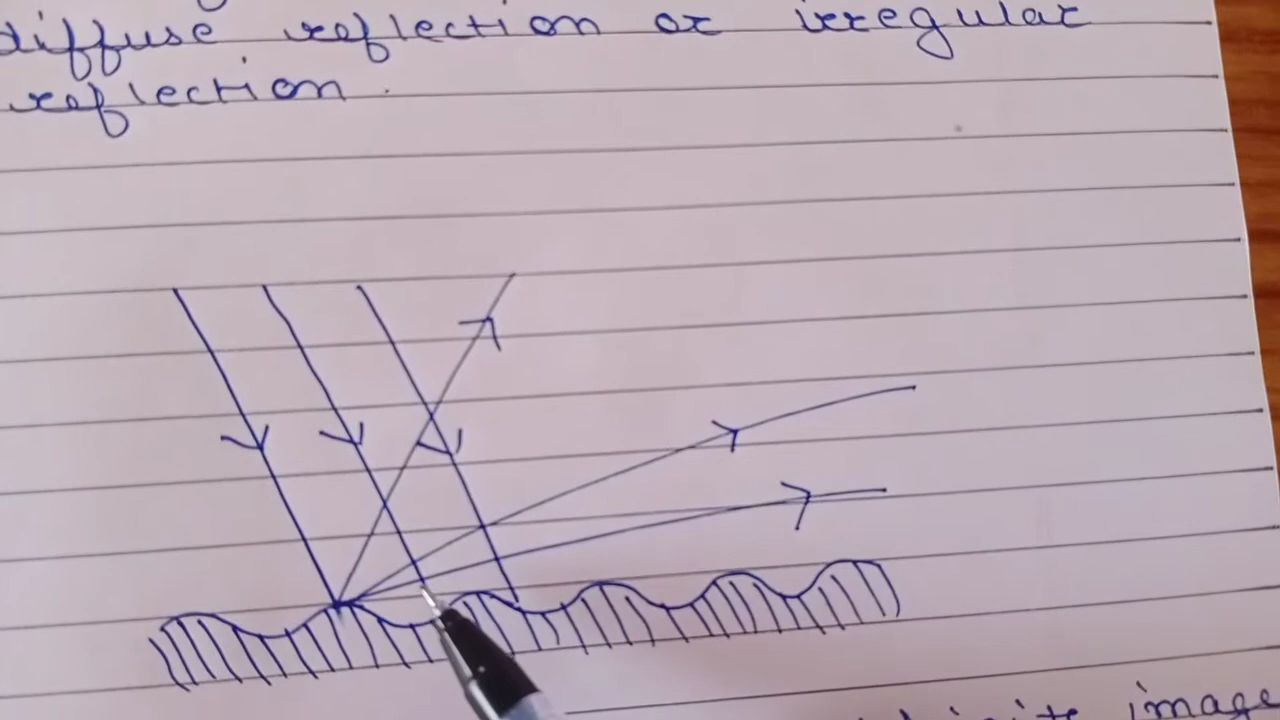 diffuse reflection or irregular
reflection.
image